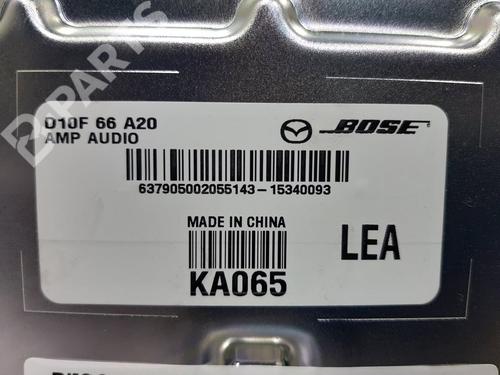 D10F 66 A20
AMP AUDIO
BOSE
637905002055143-15340093
MADE IN CHINA
LEA
KA065